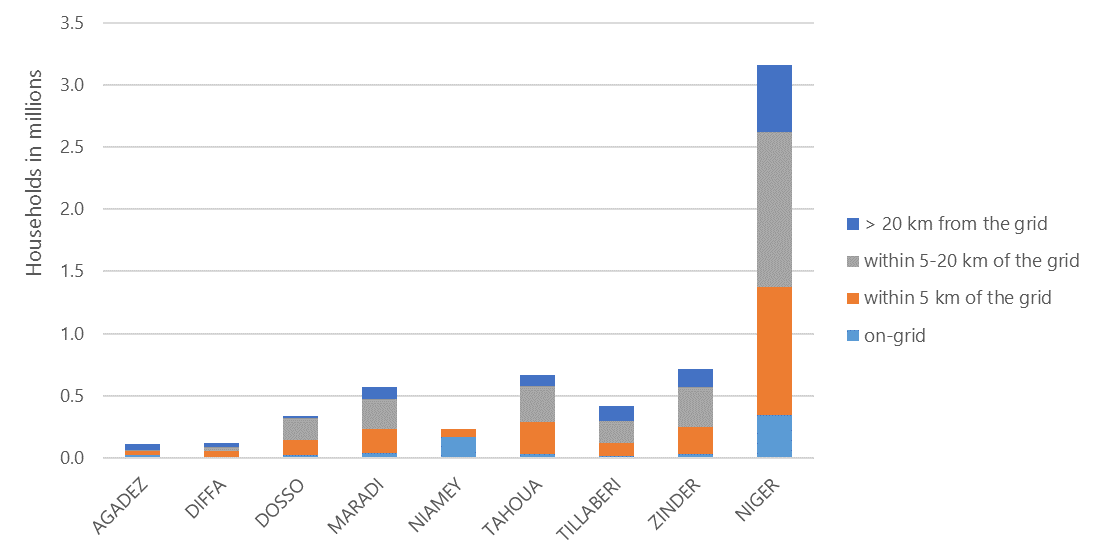 3.5
3.0
2.5
2.0
1.5
1.0
0.5
0.0
Households in millions
AGADEZ
DIFFA
DOSSO
MARADI
NIAMEY
TAHOUA
TILLABERI
ZINDER
NIGER
> 20 km from the grid
within 5-20 km of the grid
within 5 km of the grid
on-grid